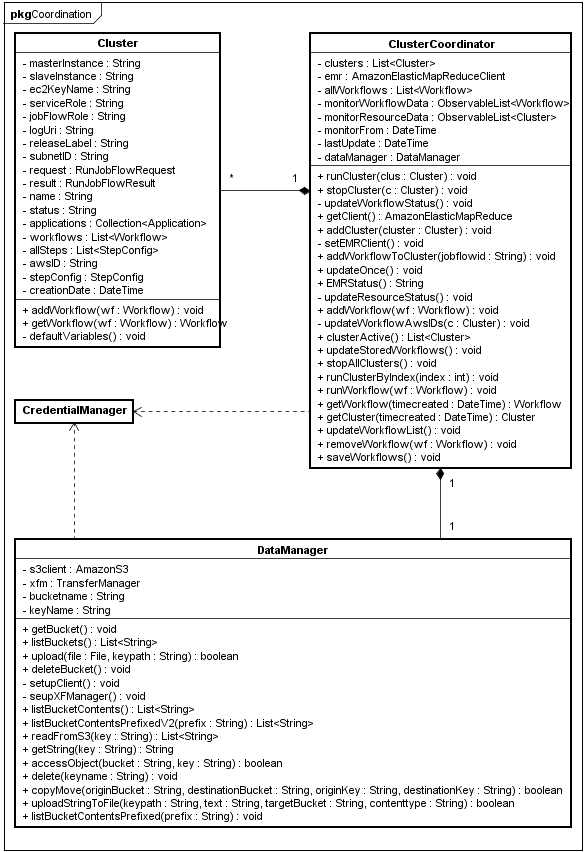 pkgCoordination
Cluster
- masterInstance : String
- slaveInstance : String
- ec2KeyName : String
- serviceRole : String
- jobFlowRole : String
- logUri : String
- releaseLabel : String
- subnetID : String
- request : RunJobFlowRequest
- result : RunJobFlowResult
- name : String
- status : String
- applications : Collection<Application>
- workflows : List<Workflow>
- allSteps : List<StepConfig>
- awsID : String
- stepConfig : StepConfig
- creationDate : DateTime
+ addWorkflow(wf : Workflow) : void
+ getWorkflow(wf : Workflow) : Workflow
- defaultVariables() : void
* 1
ClusterCoordinator
- clusters : List<Cluster>
- emr : AmazonElasticMapReduceClient
- allWorkflows : List<Workflow>
- monitorWorkflowData : ObservableList<Workflow>
- monitorResourceData : ObservableList<Cluster>
- monitorFrom : DateTime
- lastUpdate : DateTime
- dataManager : DataManager
+ runCluster(clus : Cluster) : void
+ stopCluster(c : Cluster) : void
- updateWorkflowStatus() : void
+ getClient() : AmazonElasticMapReduce
+ addCluster(cluster : Cluster) : void
- setEMRClient() : void
+ addWorkflowToCluster(jobflowid : String) : void
+ updateOnce() : void
+ EMRStatus() : String
- updateResourceStatus() : void
+ addWorkflow(wf : Workflow) : void
- updateWorkflowAwsIDs(c : Cluster) : void
+ clusterActive() : List<Cluster>
+ updateStoredWorkflows() : void
+ stopAllClusters() : void
+ runClusterByIndex(index : int) : void
+ runWorkflow(wf : Workflow) : void
+ getWorkflow(timecreated : DateTime) : Workflow
+ getCluster(timecreated : DateTime) : Cluster
+ updateWorkflowList() : void
+ removeWorkflow(wf : Workflow) : void
+ saveWorkflows() : void
CredentialManager
1
1
DataManager
- s3client : AmazonS3
- xfm : TransferManager
- bucketname : String
- keyName : String
+ getBucket() : void
+ listBuckets() : List<String>
+ upload(file : File, keypath : String) : boolean
+ deleteBucket() : void
- setupClient() : void
- seupXFManager() : void
+ listBucketContents() : List<String>
+ listBucketContentsPrefixedV2(prefix : String) : List<String>
+ readFromS3(key : String) : List<String>
+ getString(key : String) : String
+ accessObject(bucket : String, key : String) : boolean
+ delete(keyname : String) : void
+ copyMove(originBucket : String, destinationBucket : String, originKey : String, destinationKey : String) : boolean
+ uploadStringToFile(keypath : String, text : String, targetBucket : String, contenttype : String) : boolean
+ listBucketContentsPrefixed(prefix : String) : void